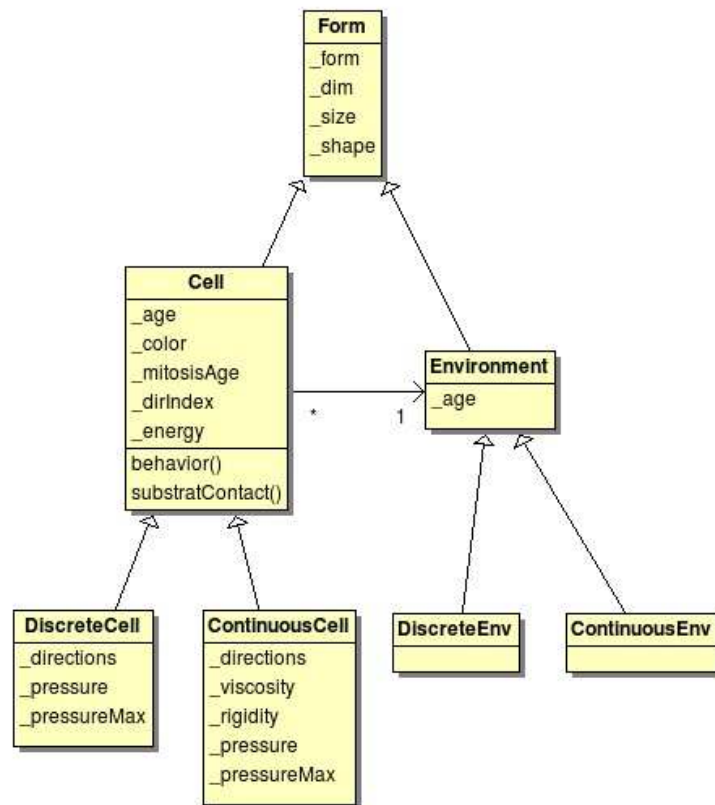 Form
_form
_dim
_size
_shape
Cell
_age
_color
_mitosisAge
_dirIndex
_energy
behavior()
substratContact()
* 1
Environment
_age
DiscreteCell
_directions
_pressure
_pressureMax
ContinuousCell
_directions
_viscosity
_rigidity
_pressure
_pressureMax
DiscreteEnv
ContinuousEnv